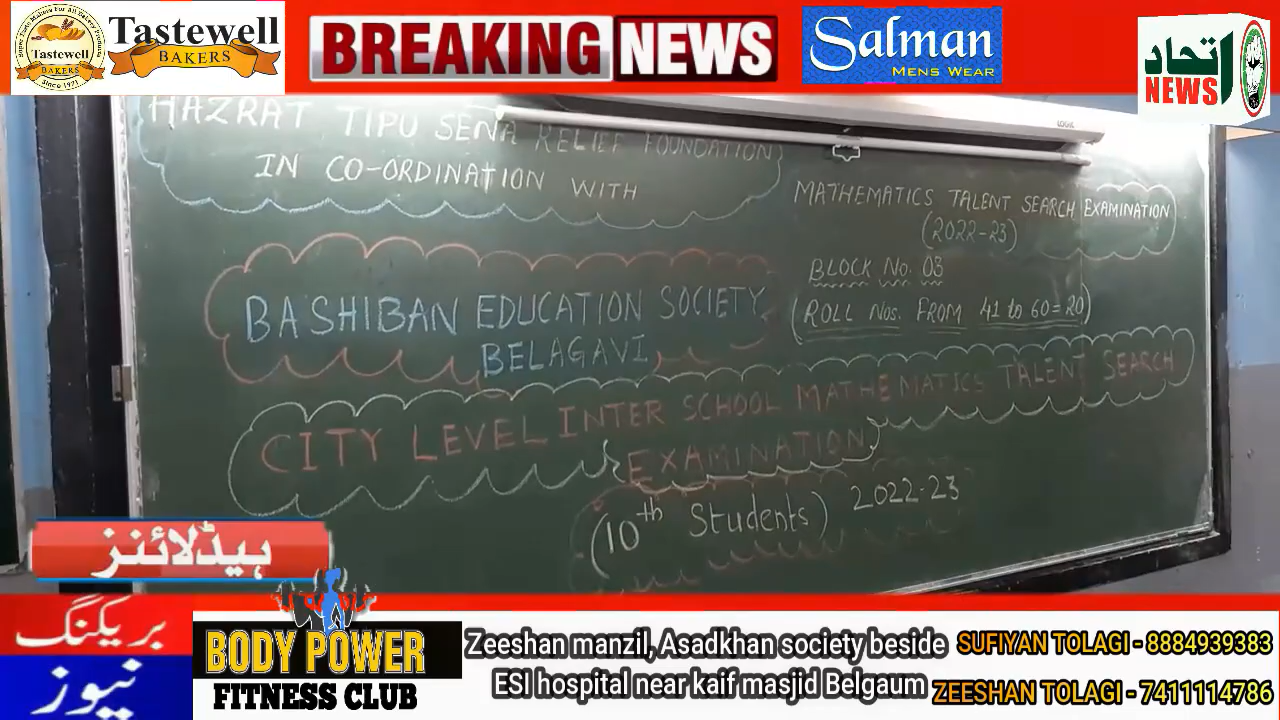 Tastewell
BAKERS
Since 1971
Tastewell
BAKERS
BREAKING NEWS
Salman
MENS WEAR
اتحاد
NEWS
HAZRAT TIPU SENA RELIEF FOUNDATION
IN CO-ORDINATION WITH
BASHIBAN EDUCATION SOCIETY
BELAGAVI
MATHEMATICS TALENT SEARCH EXAMINATION
(2022-23)
BLOCK No. 03
(ROLL Nos. FROM 41 to 60=20)
CITY LEVEL INTER SCHOOL MATHEMATICS TALENT SEARCH
EXAMINATION
(10th Students) 2022-23
ہیڈلائنز
بریکنگ
نیوز
BODY POWER
FITNESS CLUB
Zeeshan manzil, Asadkhan society beside
ESI hospital near kaif masjid Belgaum
SUFIYAN TOLAGI - 8884939383
ZEESHAN TOLAGI - 7411114786